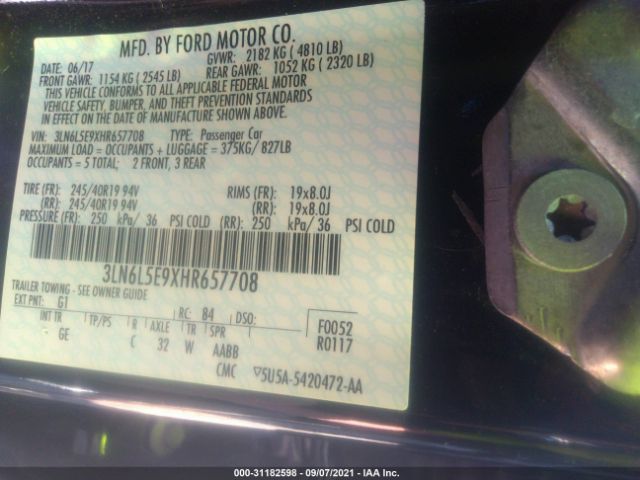 MFD. BY FORD MOTOR CO.
DATE: 06/17 GVWR: 2182 KG ( 4810 LB)
FRONT GAWR: 1154 KG ( 2545 LB) REAR GAWR: 1052 KG ( 2320 LB)
THIS VEHICLE CONFORMS TO ALL APPLICABLE FEDERAL MOTOR
VEHICLE SAFETY, BUMPER, AND THEFT PREVENTION STANDARDS
IN EFFECT ON THE DATE OF MANUFACTURE SHOWN ABOVE.
VIN: 3LN6L5E9XHR657708 TYPE: Passenger Car
MAXIMUM LOAD = OCCUPANTS + LUGGAGE = 375KG/ 827LB
OCCUPANTS = 5 TOTAL; 2 FRONT, 3 REAR
TIRE (FR): 245/40R19 94V RIMS (FR): 19x8.0J
(RR): 245/40R19 94V (RR): 19x8.0J
PRESSURE (FR): 250 kPa/ 36 PSI COLD (RR): 250 kPa/ 36 PSI COLD
3LN6L5E9XHR657708
TRAILER TOWING - SEE OWNER GUIDE
EXT PNT: G1 RC: 84 DSO:
INT TR TP/PS R AXLE TR SPR F0052
GE C 32 W AABB R0117
CMC ▽5U5A-5420472-AA
000-31182598 - 09/07/2021 - IAA Inc.